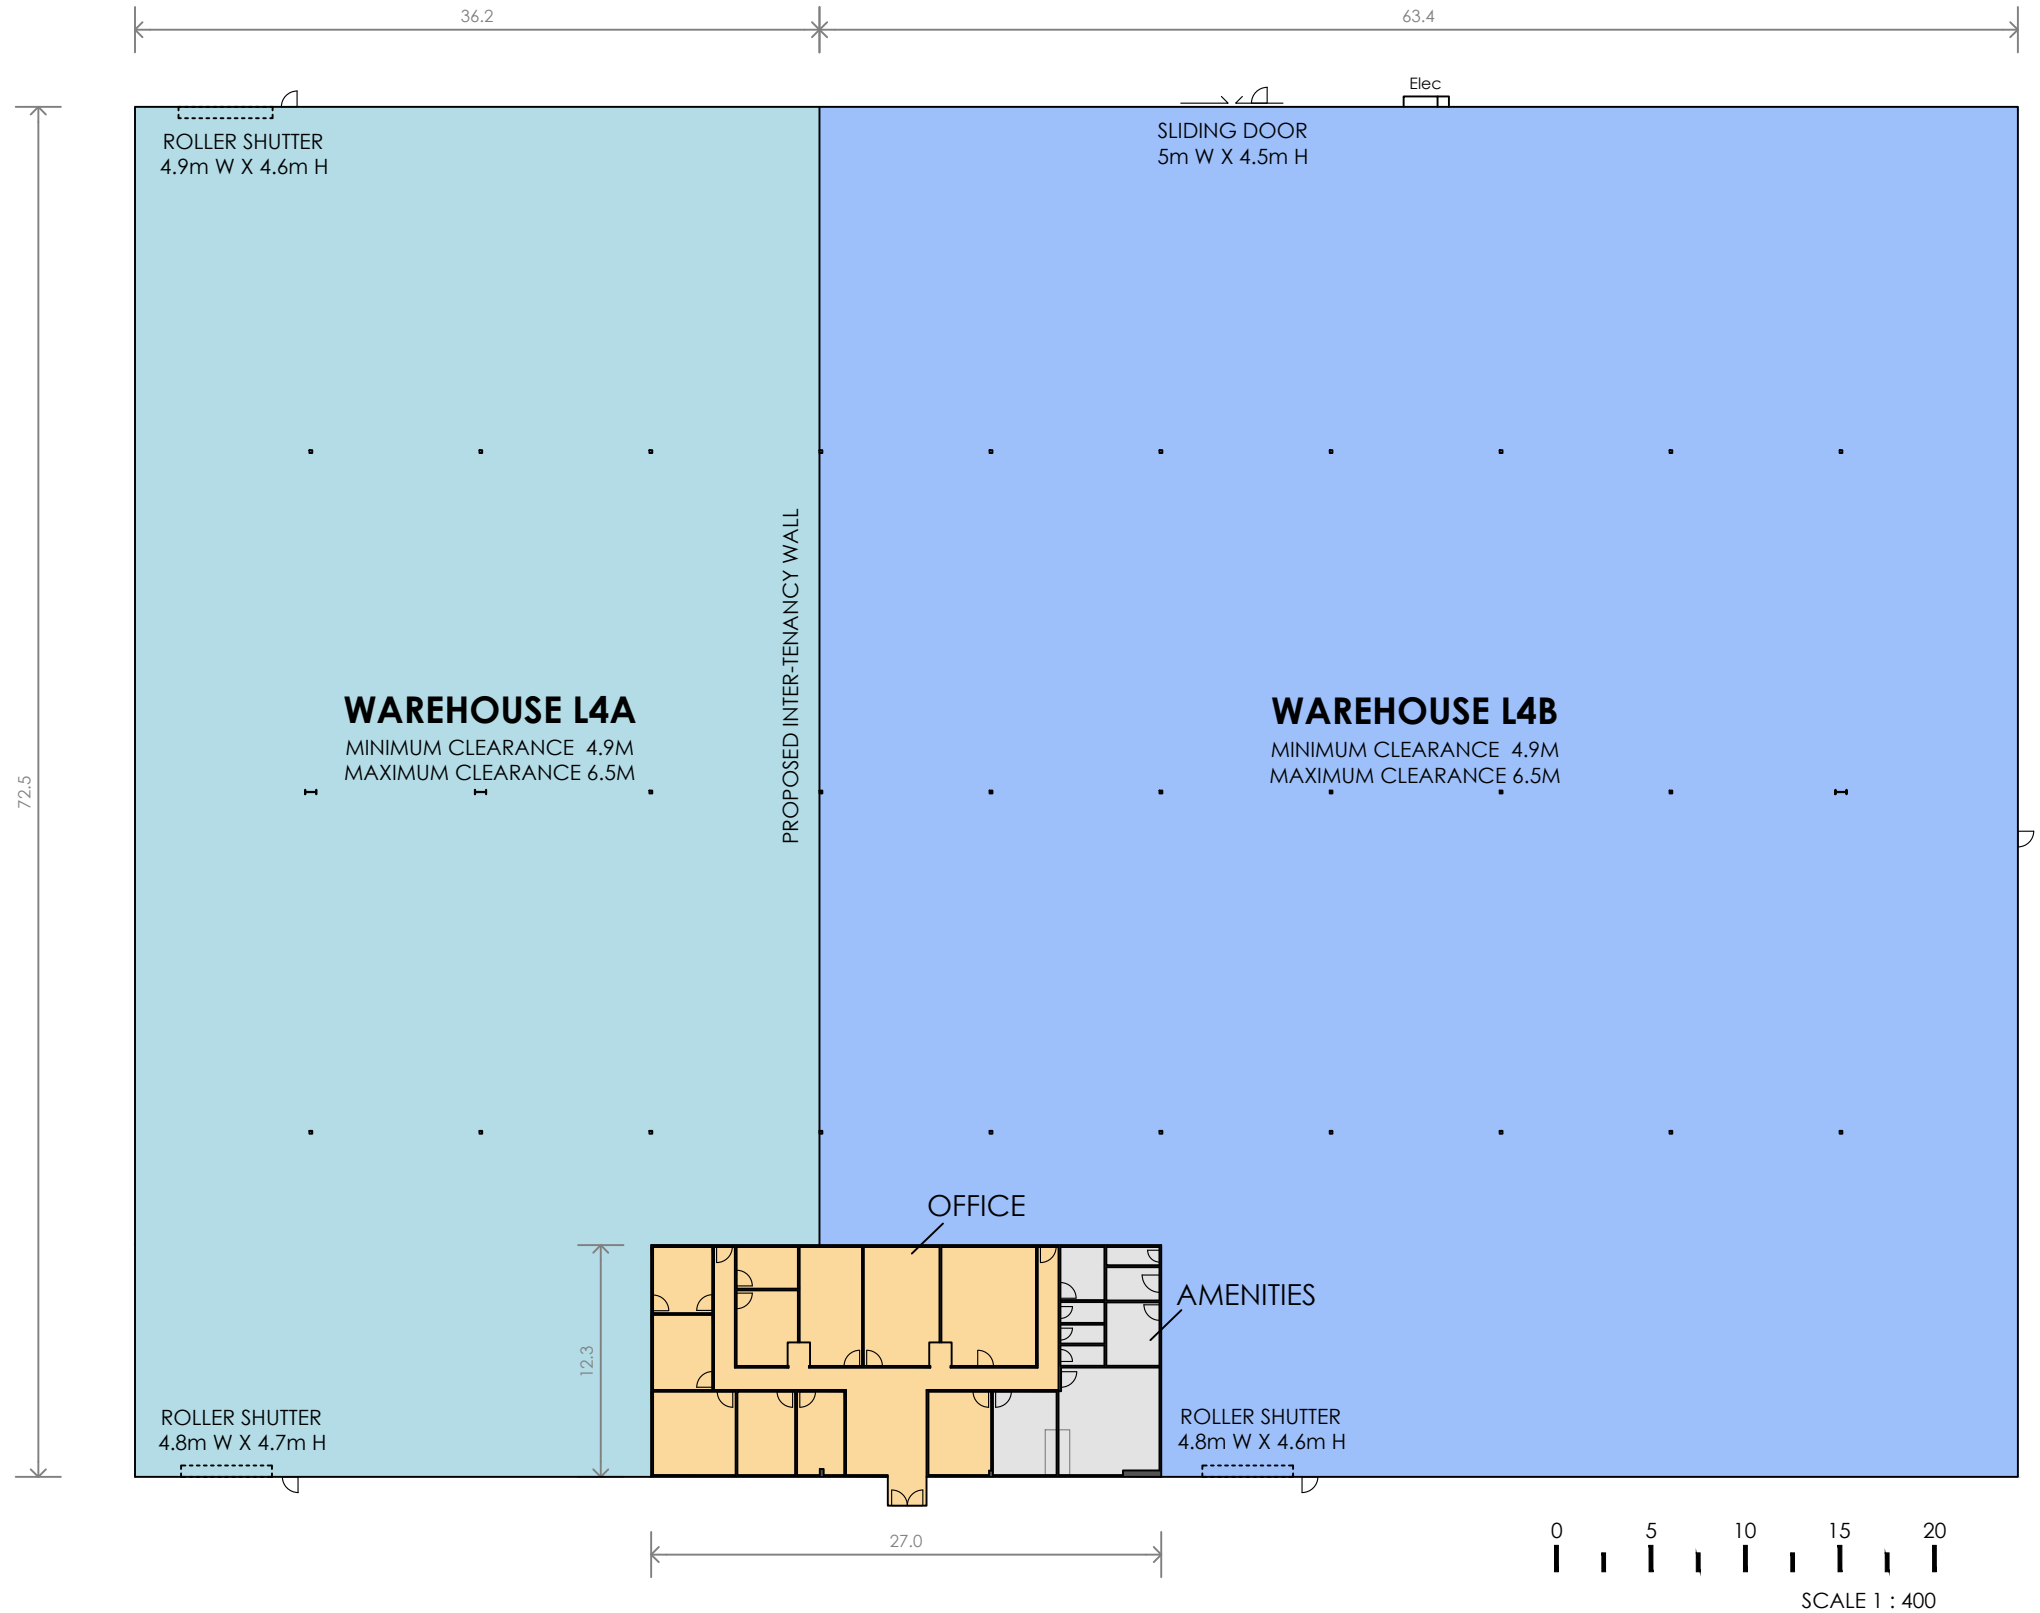 36.2
63.4
Elec
ROLLER SHUTTER
4.9m W X 4.6m H
SLIDING DOOR
5m W X 4.5m H
PROPOSED INTER-TENANCY WALL
WAREHOUSE L4A
MINIMUM CLEARANCE 4.9M
MAXIMUM CLEARANCE 6.5M
WAREHOUSE L4B
MINIMUM CLEARANCE 4.9M
MAXIMUM CLEARANCE 6.5M
72.5
OFFICE
AMENITIES
12.3
ROLLER SHUTTER
4.8m W X 4.7m H
ROLLER SHUTTER
4.8m W X 4.6m H
27.0
0 5 10 15 20
SCALE 1 : 400